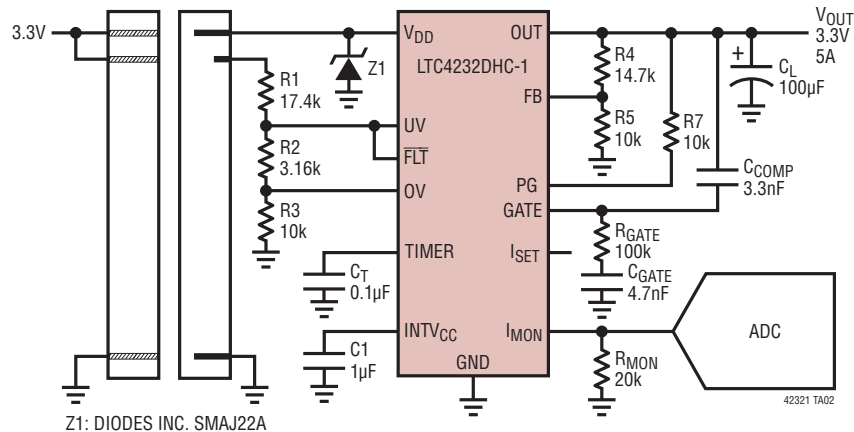 3.3V
VDD
OUT
VOUT
3.3V
5A
LTC4232DHC-1
Z1
R1
17.4k
R4
14.7k
+
CL
100µF
FB
UV
R5
10k
R7
10k
R2
3.16k
FLT
CCOMP
3.3nF
OV
PG
GATE
R3
10k
RGATE
100k
TIMER
ISET
CT
0.1µF
CGATE
4.7nF
INTVCC
IMON
ADC
C1
1µF
GND
RMON
20k
42321 TA02
Z1: DIODES INC. SMAJ22A